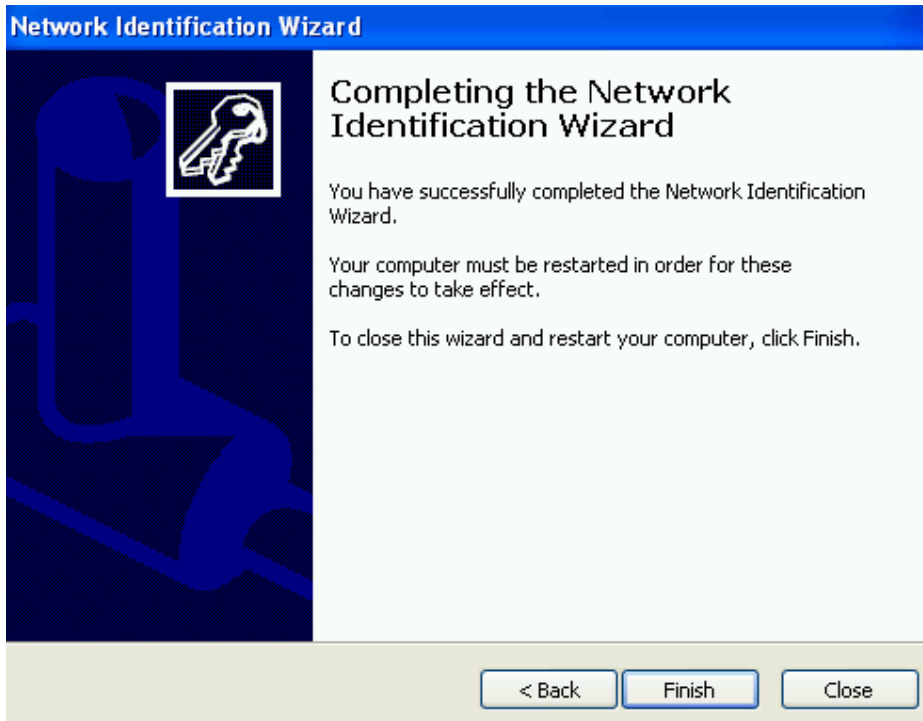 Network Identification Wizard
Completing the Network
Identification Wizard
You have successfully completed the Network Identification
Wizard.
Your computer must be restarted in order for these
changes to take effect.
To close this wizard and restart your computer, click Finish.
< Back Finish Close